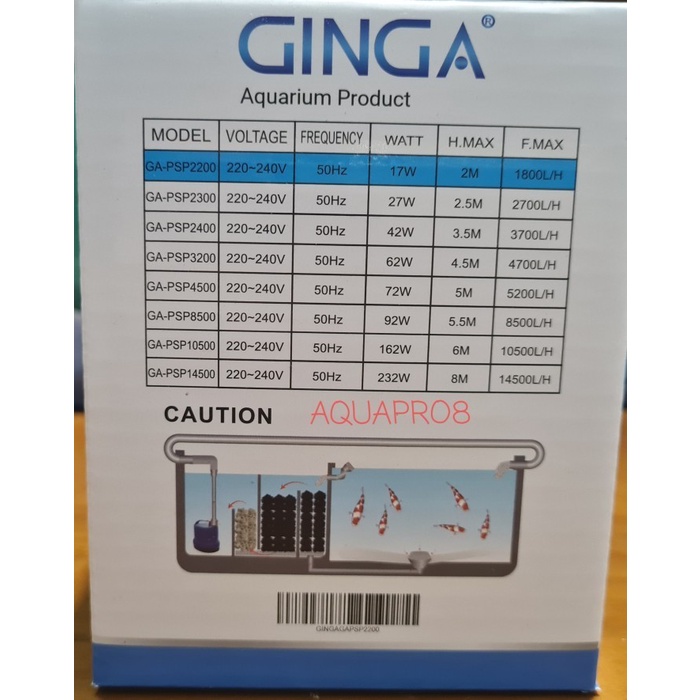 GINGA®
Aquarium Product
MODEL VOLTAGE FREQUENCY WATT H.MAX F.MAX
GA-PSP2200 220~240V 50Hz 17W 2M 1800L/H
GA-PSP2300 220~240V 50Hz 27W 2.5M 2700L/H
GA-PSP2400 220~240V 50Hz 42W 3.5M 3700L/H
GA-PSP3200 220~240V 50Hz 62W 4.5M 4700L/H
GA-PSP4500 220~240V 50Hz 72W 5M 5200L/H
GA-PSP8500 220~240V 50Hz 92W 5.5M 8500L/H
GA-PSP10500 220~240V 50Hz 162W 6M 10500L/H
GA-PSP14500 220~240V 50Hz 232W 8M 14500L/H
CAUTION AQUAPRO8
GINGAGAPSP2200